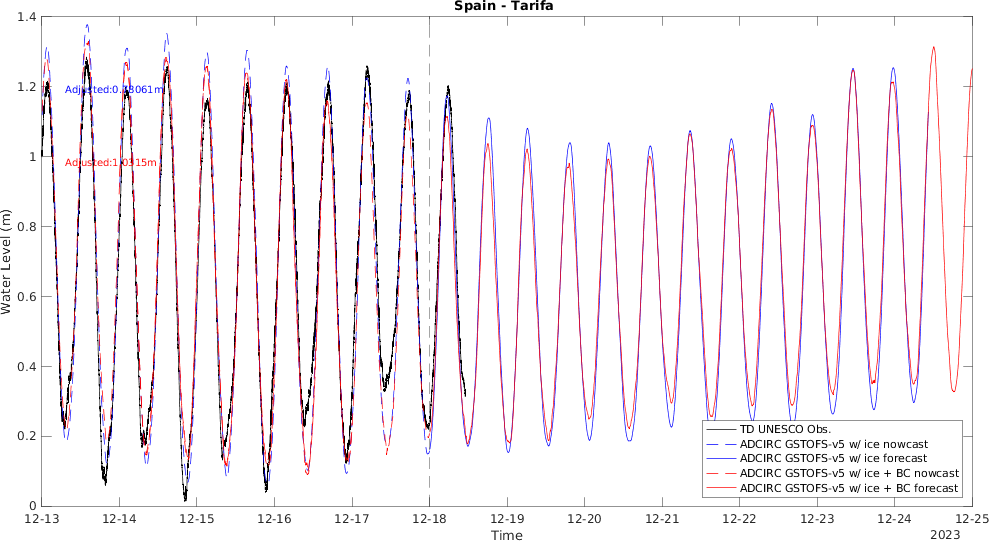 Spain - Tarifa
Water Level (m)
1.4
1.2
1
0.8
0.6
0.4
0.2
0
Adjusted:1.0315m
TD UNESCO Obs.
ADCIRC GSTOFS-v5 w/ ice nowcast
ADCIRC GSTOFS-v5 w/ ice forecast
ADCIRC GSTOFS-v5 w/ ice + BC nowcast
ADCIRC GSTOFS-v5 w/ ice + BC forecast
12-13 12-14 12-15 12-16 12-17 12-18 12-19 12-20 12-21 12-22 12-23 12-24 12-25
Time
2023